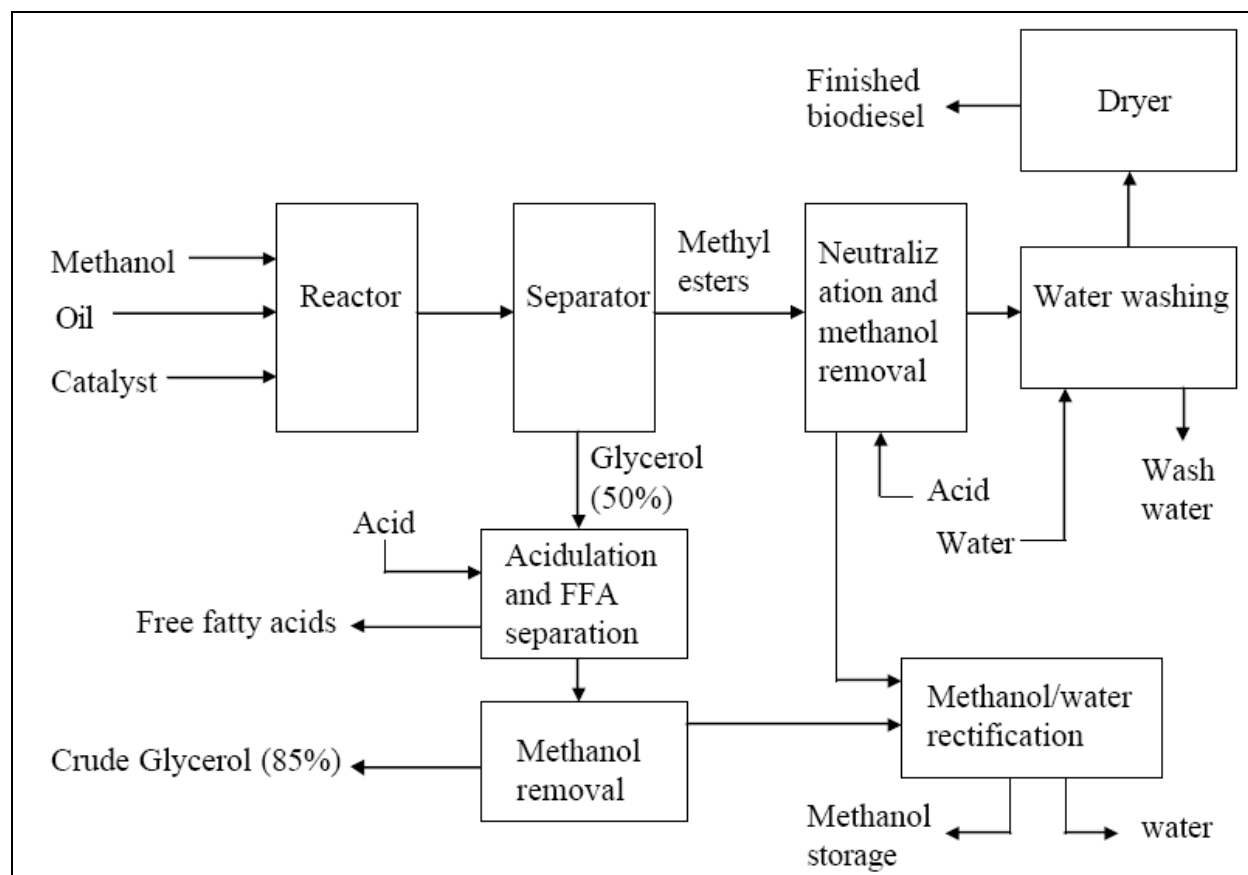 Finished
biodiesel
Dryer
Methanol
Oil
Catalyst
Reactor
Separator
Methyl
esters
Neutraliz
ation and
methanol
removal
Water washing
Glycerol
(50%)
Acid
Water
Wash
water
Acid
Acidulation
and FFA
separation
Free fatty acids
Methanol
removal
Crude Glycerol (85%)
Methanol/water
rectification
Methanol
storage
water